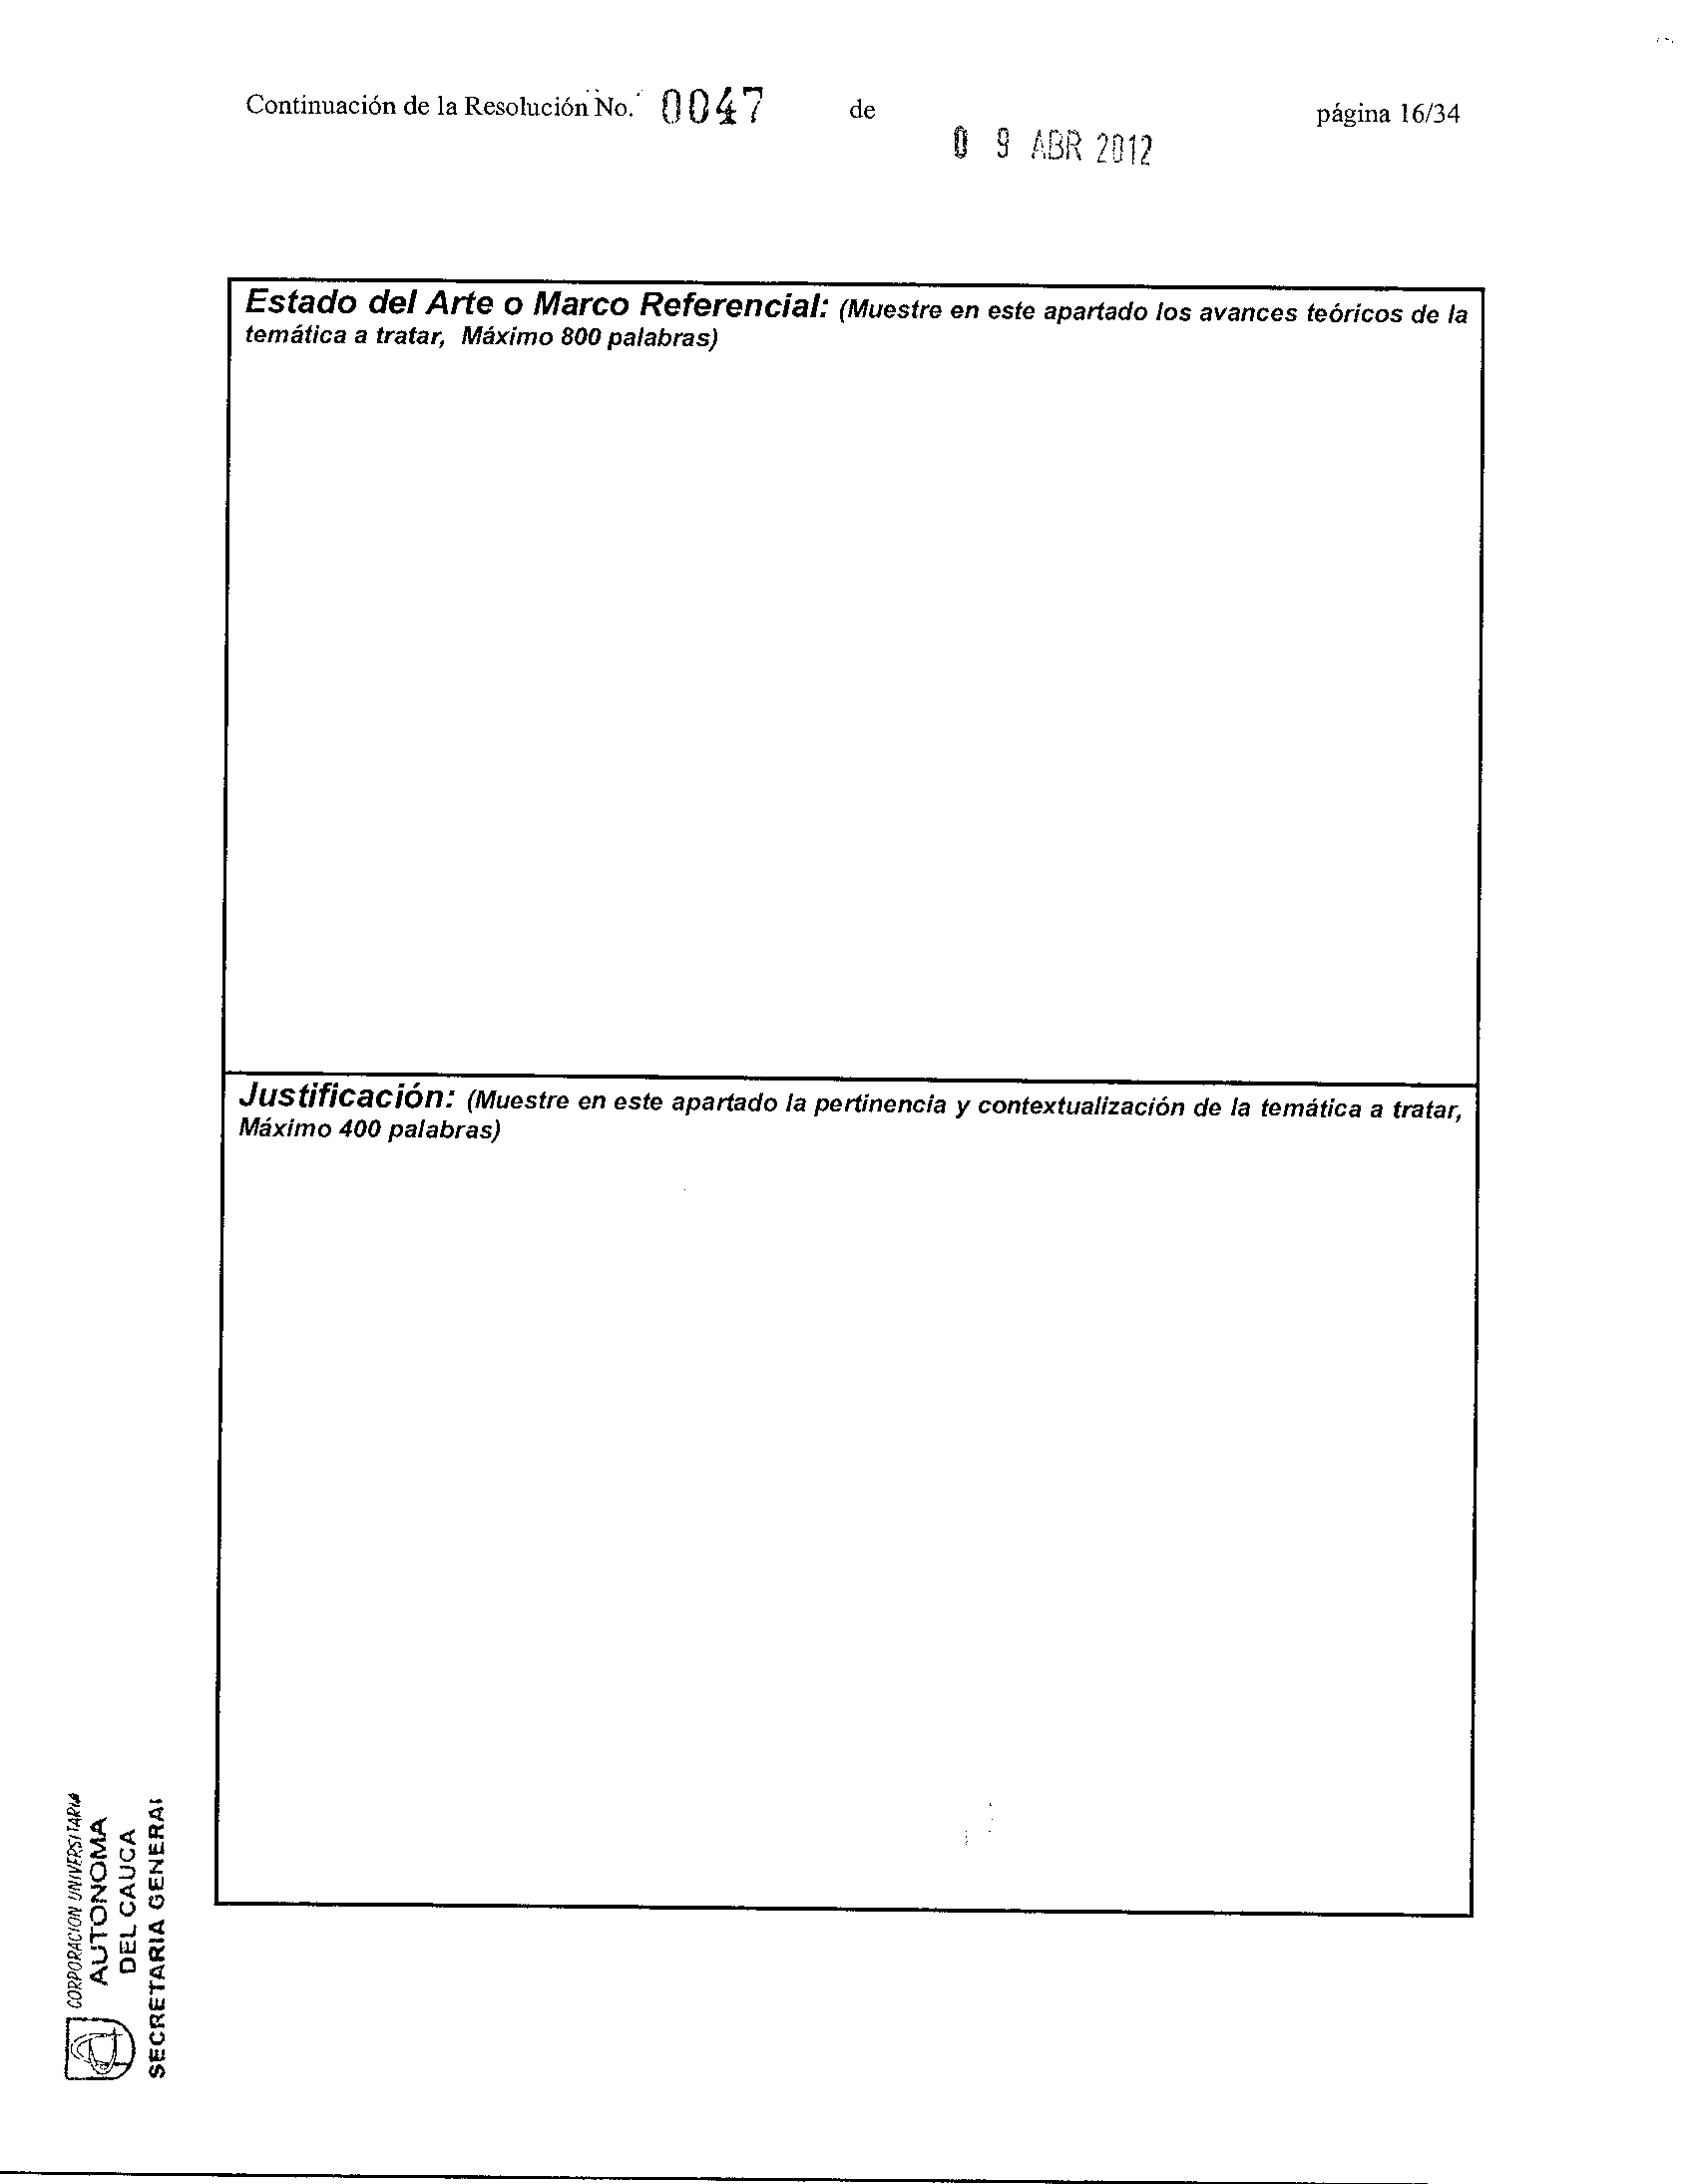 Continuación de la Resolución No. 0047 de página 16/34
0 9 ABR 2012
Estado del Arte o Marco Referencial: (Muestre en este apartado los avances teóricos de la
temática a tratar, Máximo 800 palabras)
Justificación: (Muestre en este apartado la pertinencia y contextualización de la temática a tratar,
Máximo 400 palabras)
CORPORACION UNIVERSITARIA
AUTONOMA
DEL CAUCA
SECRETARIA GENERAL